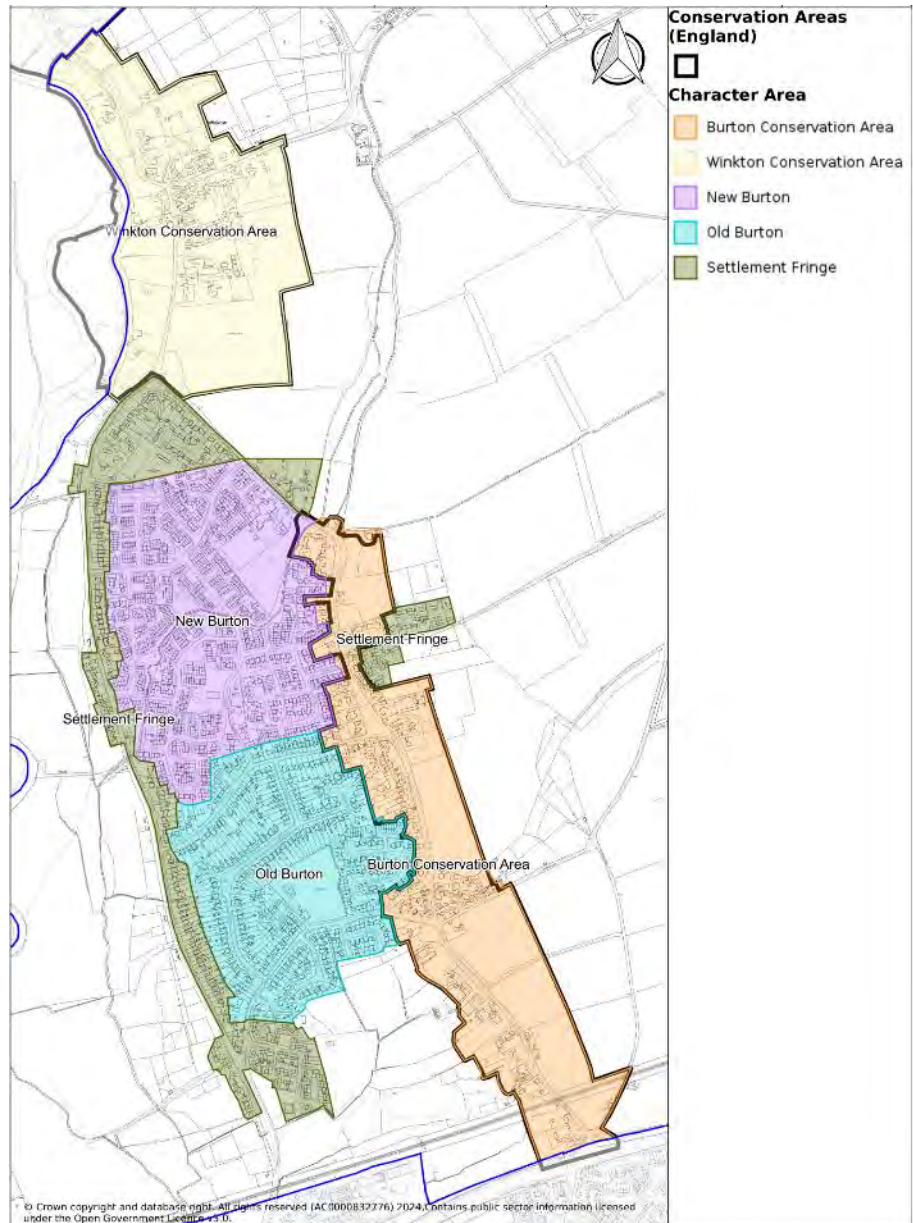 Conservation Areas
(England)
Character Area
Burton Conservation Area
Winkton Conservation Area
New Burton
Old Burton
Settlement Fringe
Winkton Conservation Area
New Burton
Settlement Fringe
Settlement Fringe
Old Burton
Burton Conservation Area
© Crown copyright and database right. All rights reserved (AC0000832776) 2024,Contains public sector information licensed
under the Open Government Licence v3.0.